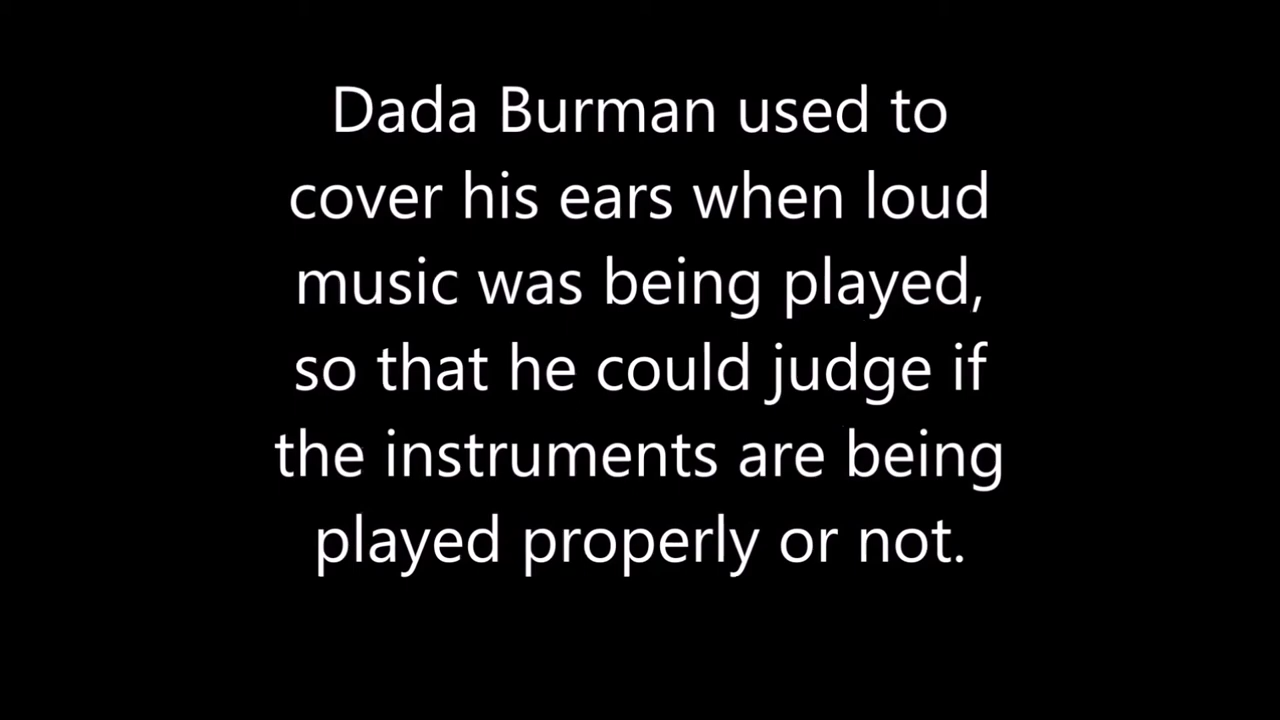 Dada Burman used to
cover his ears when loud
music was being played,
so that he could judge if
the instruments are being
played properly or not.